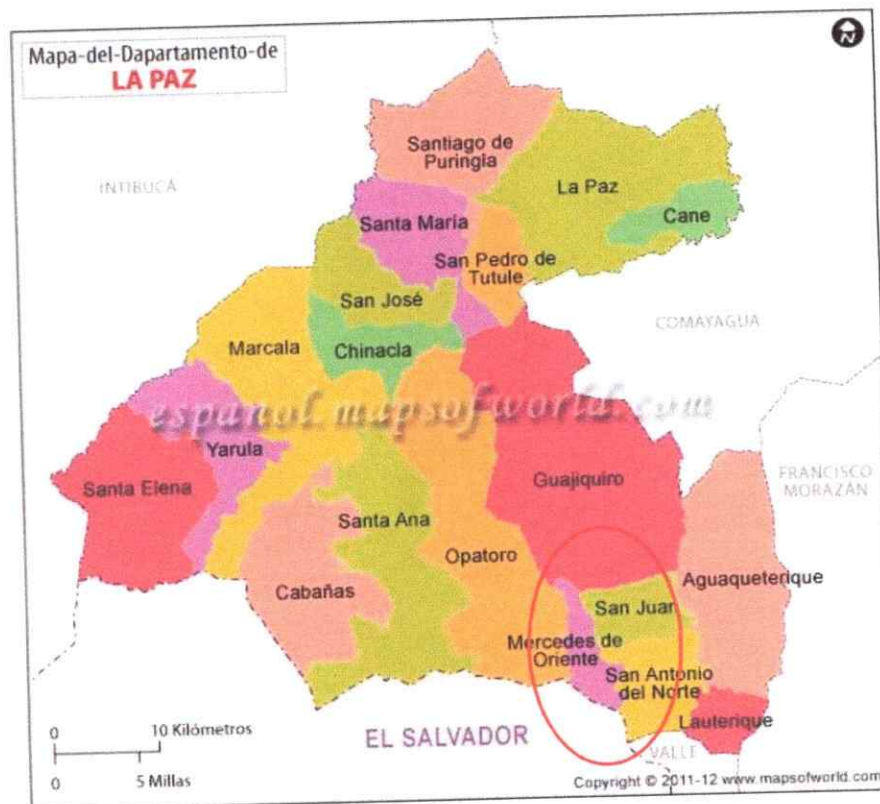 Mapa-del-Dapartamento-de
LA PAZ
N
INTIBUCÁ
Santiago de
Puringla
La Paz
Cane
Santa María
San Pedro de
Tutule
San José
COMAYAGUA
Marcala
Chinacla
espanol.mapsofworld.com
Yarula
Santa Elena
Guajiquiro
FRANCISCO
MORAZÁN
Santa Ana
Opatoro
Cabañas
Aguaqueterique
San Juan
Mercedes de
Oriente
San Antonio
del Norte
Lauterique
0 10 Kilómetros
0 5 Millas
EL SALVADOR
VALLE
Copyright © 2011-12 www.mapsofworld.com